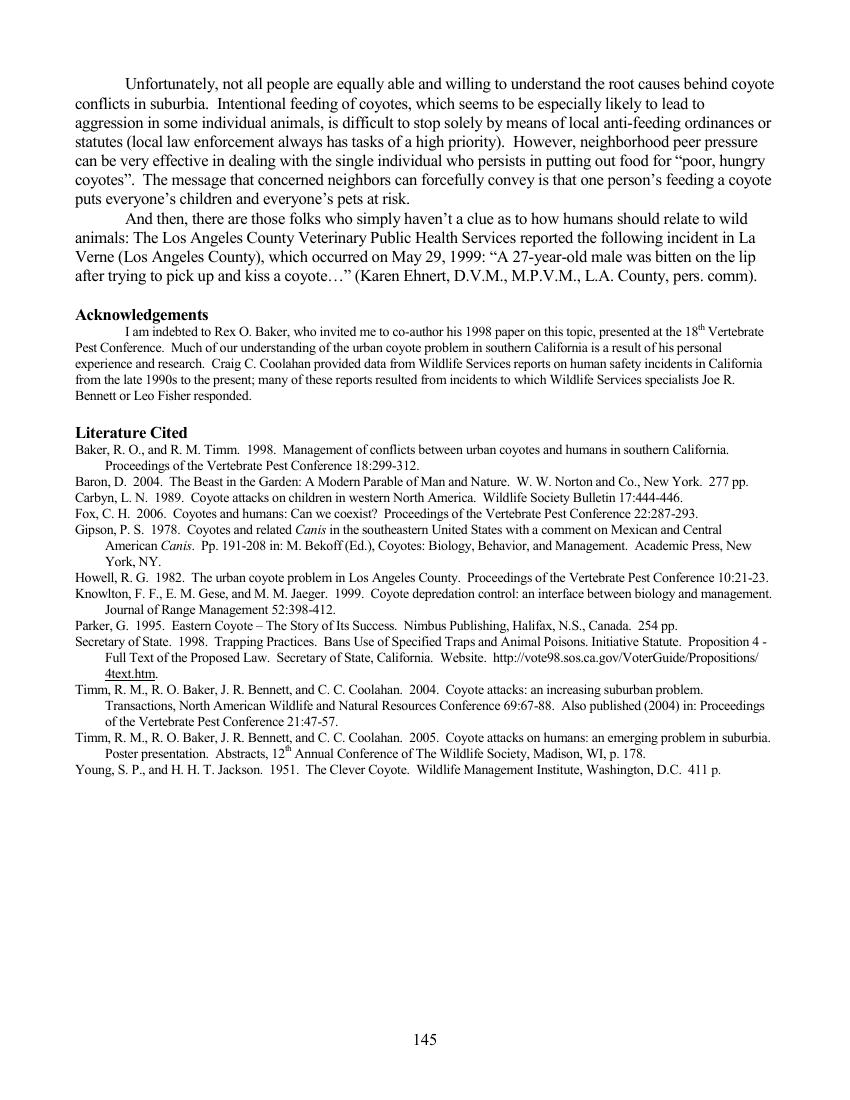 Unfortunately, not all people are equally able and willing to understand the root causes behind coyote
conflicts in suburbia.  Intentional feeding of coyotes, which seems to be especially likely to lead to
aggression in some individual animals, is difficult to stop solely by means of local anti-feeding ordinances or
statutes (local law enforcement always has tasks of a high priority).  However, neighborhood peer pressure
can be very effective in dealing with the single individual who persists in putting out food for “poor, hungry
coyotes”.  The message that concerned neighbors can forcefully convey is that one person’s feeding a coyote
puts everyone’s children and everyone’s pets at risk.
And then, there are those folks who simply haven’t a clue as to how humans should relate to wild
animals: The Los Angeles County Veterinary Public Health Services reported the following incident in La
Verne (Los Angeles County), which occurred on May 29, 1999: “A 27-year-old male was bitten on the lip
after trying to pick up and kiss a coyote…” (Karen Ehnert, D.V.M., M.P.V.M., L.A. County, pers. comm).
Acknowledgements
I am indebted to Rex O. Baker, who invited me to co-author his 1998 paper on this topic, presented at the 18th Vertebrate
Pest Conference.  Much of our understanding of the urban coyote problem in southern California is a result of his personal
experience and research.  Craig C. Coolahan provided data from Wildlife Services reports on human safety incidents in California
from the late 1990s to the present; many of these reports resulted from incidents to which Wildlife Services specialists Joe R.
Bennett or Leo Fisher responded.
Literature Cited
Baker, R. O., and R. M. Timm.  1998.  Management of conflicts between urban coyotes and humans in southern California.
Proceedings of the Vertebrate Pest Conference 18:299-312.
Baron, D.  2004.  The Beast in the Garden: A Modern Parable of Man and Nature.  W. W. Norton and Co., New York.  277 pp.
Carbyn, L. N.  1989.  Coyote attacks on children in western North America.  Wildlife Society Bulletin 17:444-446.
Fox, C. H.  2006.  Coyotes and humans: Can we coexist?  Proceedings of the Vertebrate Pest Conference 22:287-293.
Gipson, P. S.  1978.  Coyotes and related Canis in the southeastern United States with a comment on Mexican and Central
American Canis.  Pp. 191-208 in: M. Bekoff (Ed.), Coyotes: Biology, Behavior, and Management.  Academic Press, New
York, NY.
Howell, R. G.  1982.  The urban coyote problem in Los Angeles County.  Proceedings of the Vertebrate Pest Conference 10:21-23.
Knowlton, F. F., E. M. Gese, and M. M. Jaeger.  1999.  Coyote depredation control: an interface between biology and management.
Journal of Range Management 52:398-412.
Parker, G.  1995.  Eastern Coyote – The Story of Its Success.  Nimbus Publishing, Halifax, N.S., Canada.  254 pp.
Secretary of State.  1998.  Trapping Practices.  Bans Use of Specified Traps and Animal Poisons. Initiative Statute.  Proposition 4 -
Full Text of the Proposed Law.  Secretary of State, California.  Website.  http://vote98.sos.ca.gov/VoterGuide/Propositions/
4text.htm.
Timm, R. M., R. O. Baker, J. R. Bennett, and C. C. Coolahan.  2004.  Coyote attacks: an increasing suburban problem.
Transactions, North American Wildlife and Natural Resources Conference 69:67-88.  Also published (2004) in: Proceedings
of the Vertebrate Pest Conference 21:47-57.
Timm, R. M., R. O. Baker, J. R. Bennett, and C. C. Coolahan.  2005.  Coyote attacks on humans: an emerging problem in suburbia.
Poster presentation.  Abstracts, 12th Annual Conference of The Wildlife Society, Madison, WI, p. 178.
Young, S. P., and H. H. T. Jackson.  1951.  The Clever Coyote.  Wildlife Management Institute, Washington, D.C.  411 p.
145